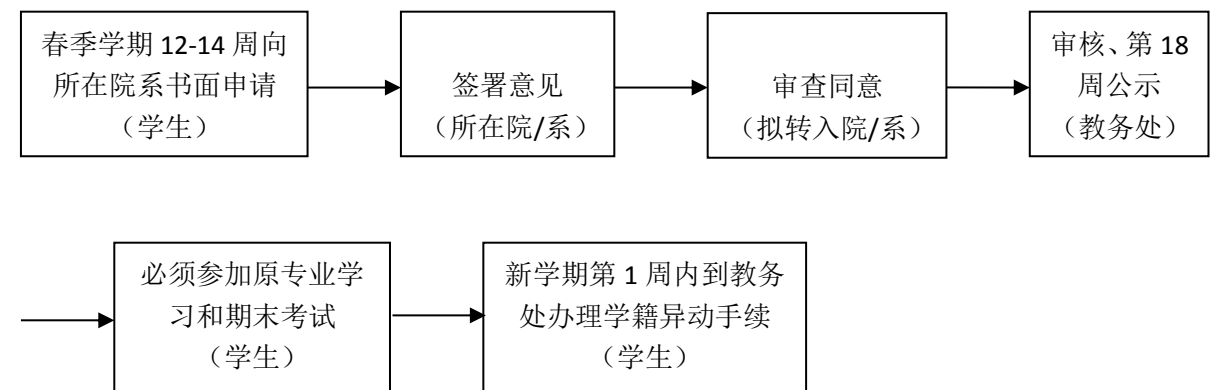 春季学期 12-14 周向
所在院系书面申请
（学生）
签署意见
（所在院/系）
审查同意
（拟转入院/系）
审核、第 18
周公示
（教务处）
必须参加原专业学
习和期末考试
（学生）
新学期第 1 周内到教务
处办理学籍异动手续
（学生）